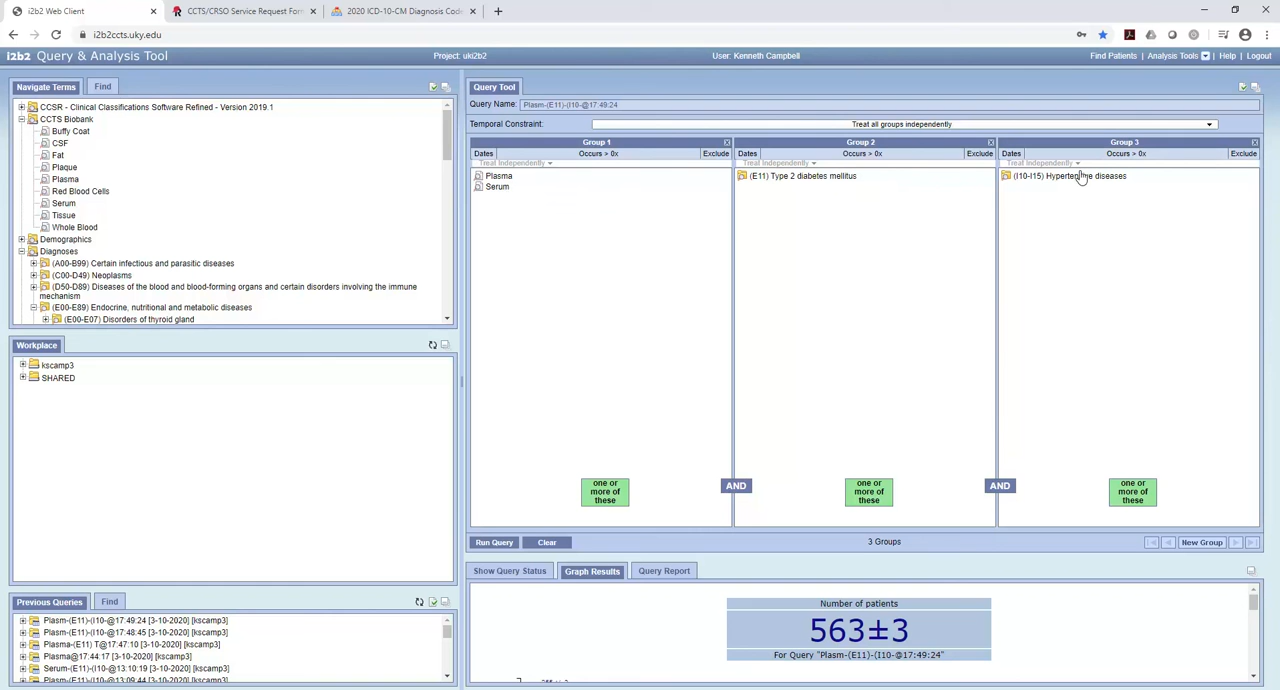 i2b2 Web Client
CCTS/CRSO Service Request Form
2020 ICD-10-CM Diagnosis Code
i2b2ccts.uky.edu
i2b2 Query & Analysis Tool
Project: uki2b2
User: Kenneth Campbell
Find Patients | Analysis Tools | Help | Logout
Navigate Terms
Find
CCSR - Clinical Classifications Software Refined - Version 2019.1
CCTS Biobank
Buffy Coat
CSF
Fat
Plaque
Plasma
Red Blood Cells
Serum
Tissue
Whole Blood
Demographics
Diagnoses
(A00-B99) Certain infectious and parasitic diseases
(C00-D49) Neoplasms
(D50-D89) Diseases of the blood and blood-forming organs and certain disorders involving the immune
mechanism
(E00-E89) Endocrine, nutritional and metabolic diseases
(E00-E07) Disorders of thyroid gland
Workplace
kscamp3
SHARED
Previous Queries
Find
Plasm-(E11)-(I10-@17:49:24 [3-10-2020] [kscamp3]
Plasm-(E11)-(I10-@17:48:45 [3-10-2020] [kscamp3]
Plasma-(E11) T@17:47:10 [3-10-2020] [kscamp3]
Plasma@17:44:17 [3-10-2020] [kscamp3]
Serum-(E11)-(I10-@13:10:19 [3-10-2020] [kscamp3]
Plasm-(E11)-(I10-@13:09:44 [3-10-2020] [kscamp3]
Query Tool
Query Name: Plasm-(E11)-(I10-@17:49:24
Temporal Constraint: Treat all groups independently
Group 1
Dates Occurs > 0x Exclude
Treat Independently
Plasma
Serum
one or
more of
these
AND
Group 2
Dates Occurs > 0x Exclude
Treat Independently
(E11) Type 2 diabetes mellitus
one or
more of
these
AND
Group 3
Dates Occurs > 0x Exclude
Treat Independently
(I10-I15) Hypertensive diseases
one or
more of
these
Run Query
Clear
3 Groups
New Group
Show Query Status
Graph Results
Query Report
Number of patients
563±3
For Query "Plasm-(E11)-(I10-@17:49:24"